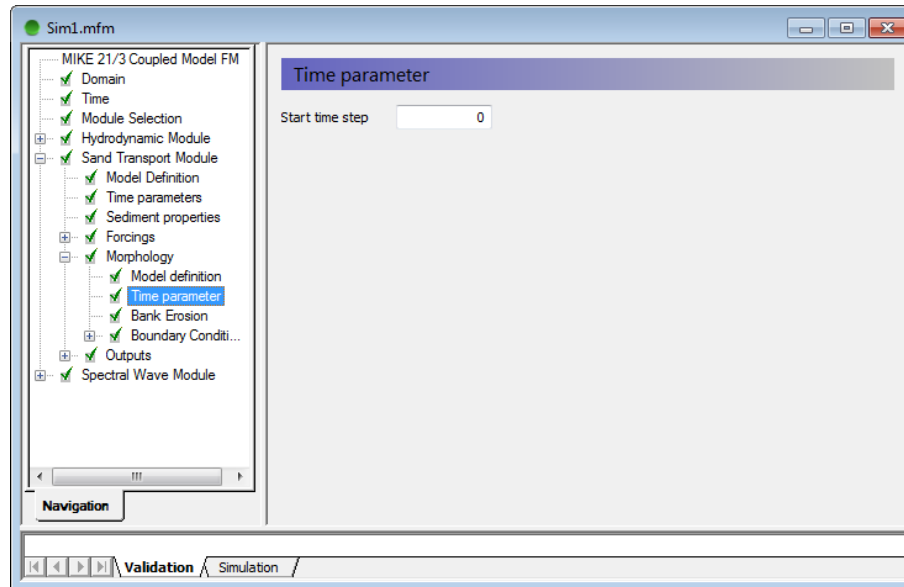 Sim1.mfm
MIKE 21/3 Coupled Model FM
Domain
Time
Module Selection
Hydrodynamic Module
Sand Transport Module
Model Definition
Time parameters
Sediment properties
Forcings
Morphology
Model definition
Time parameter
Bank Erosion
Boundary Conditi...
Outputs
Spectral Wave Module
Navigation
Time parameter
Start time step 0
Validation Simulation